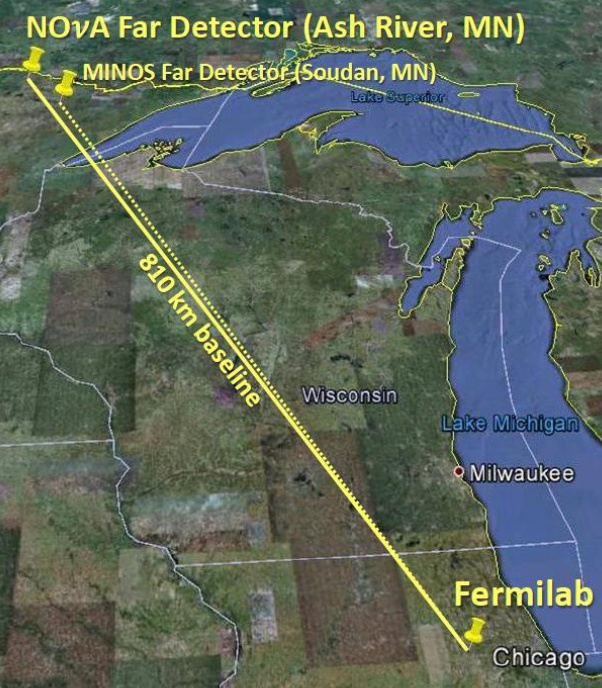 NOνA Far Detector (Ash River, MN)
MINOS Far Detector (Soudan, MN)
Lake Superior
810 km baseline
Wisconsin
Lake Michigan
Milwaukee
Fermilab
Chicago